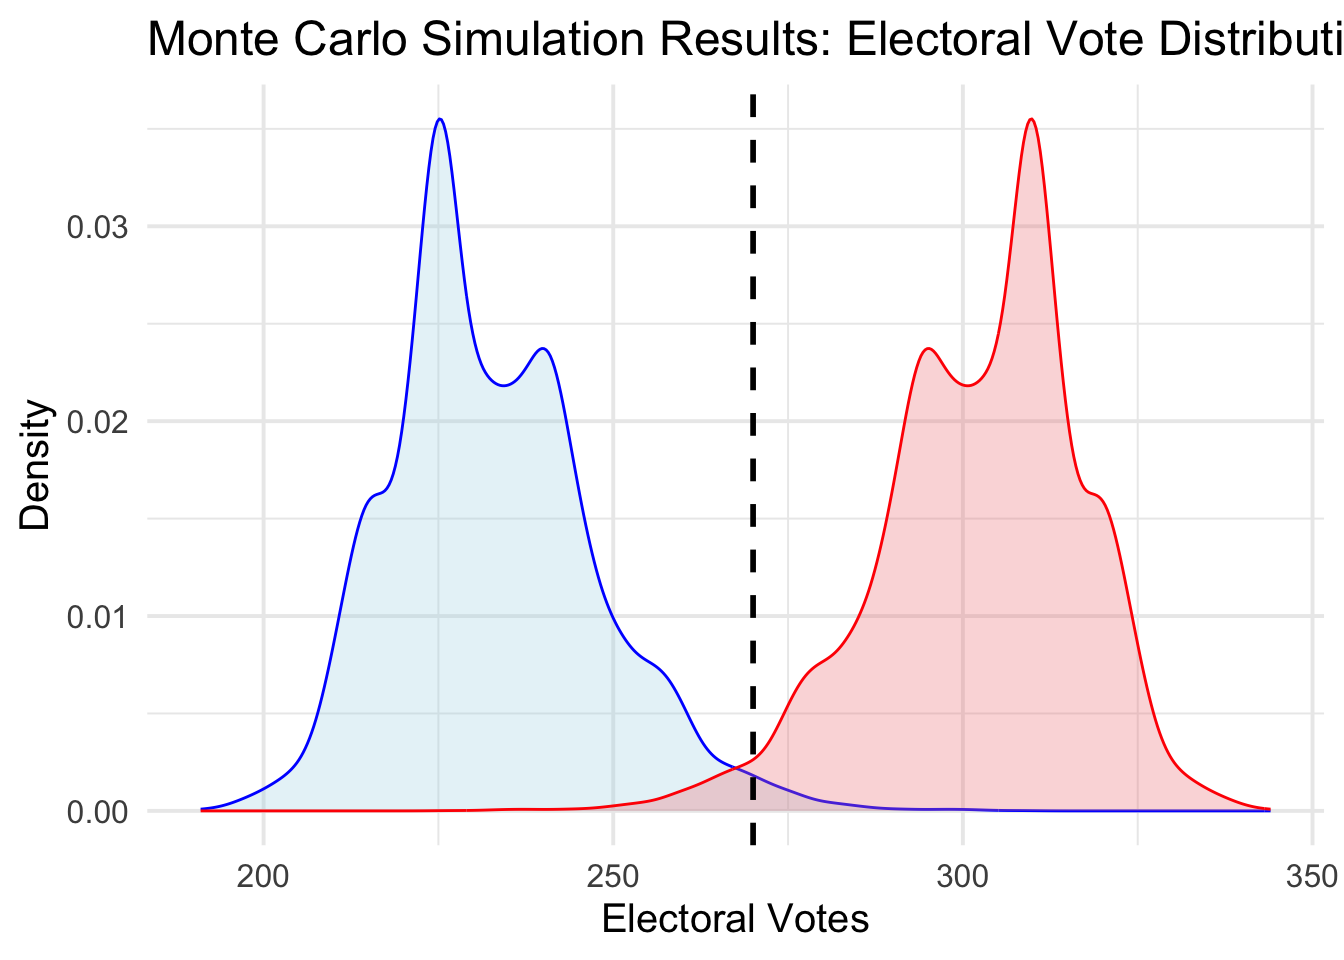 Monte Carlo Simulation Results: Electoral Vote Distributi
0.03
0.02
0.01
0.00
Density
200 250 300 350
Electoral Votes